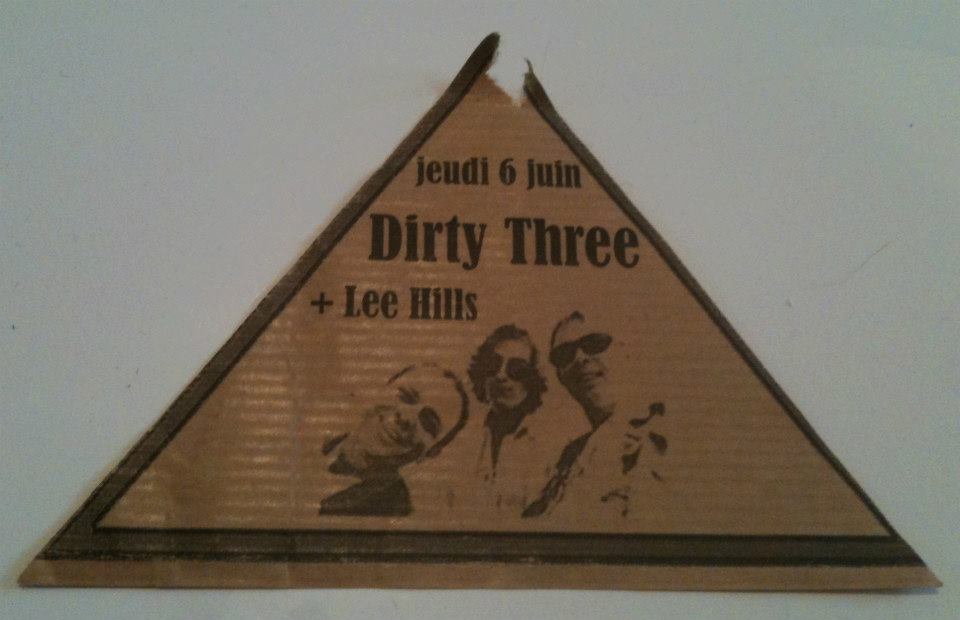 jeudi 6 juin
Dirty Three
+ Lee Hills